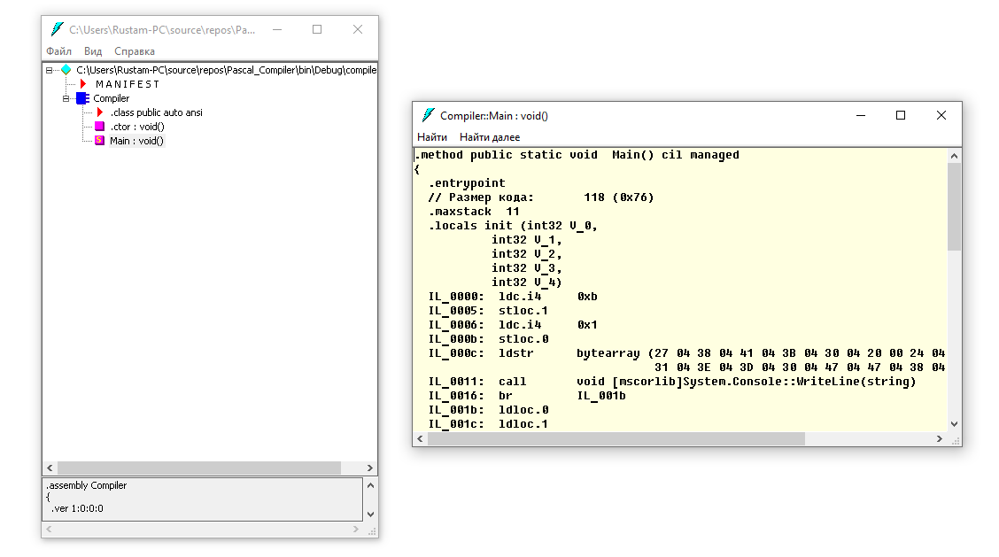 C:\Users\Rustam-PC\source\repos\Pa...
Файл Вид Справка
C:\Users\Rustam-PC\source\repos\Pascal_Compiler\bin\Debug\compile
M A N I F E S T
Compiler
.class public auto ansi
.ctor : void()
S Main : void()
.assembly Compiler
{
.ver 1:0:0:0
Compiler::Main : void()
Найти Найти далее
.method public static void  Main() cil managed
{
  .entrypoint
  // Размер кода:       118 (0x76)
  .maxstack  11
  .locals init (int32 V_0,
           int32 V_1,
           int32 V_2,
           int32 V_3,
           int32 V_4)
  IL_0000:  ldc.i4     0xb
  IL_0005:  stloc.1
  IL_0006:  ldc.i4     0x1
  IL_000b:  stloc.0
  IL_000c:  ldstr      bytearray (27 04 38 04 41 04 3B 04 30 04 20 00 24 04
                                  31 04 3E 04 3D 04 30 04 47 04 47 04 38 04
  IL_0011:  call       void [mscorlib]System.Console::WriteLine(string)
  IL_0016:  br         IL_001b
  IL_001b:  ldloc.0
  IL_001c:  ldloc.1